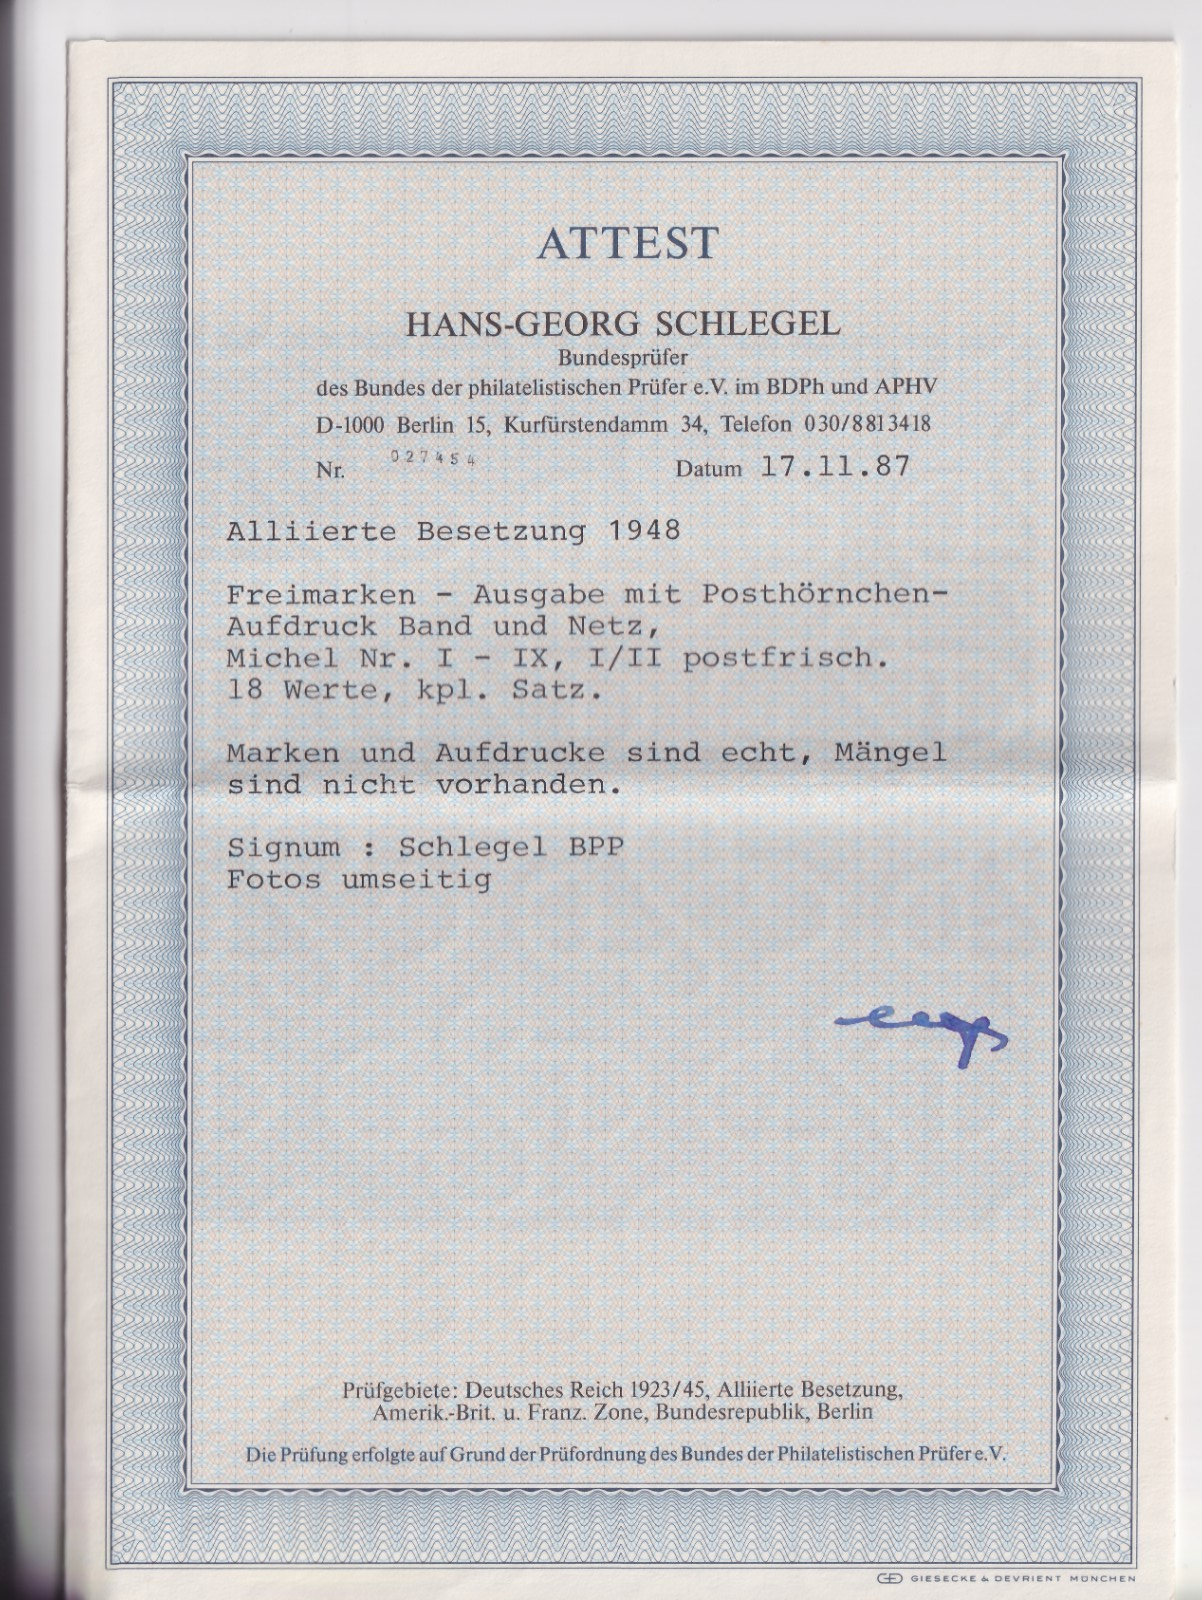 ATTEST
HANS-GEORG SCHLEGEL
Bundesprüfer
des Bundes der philatelistischen Prüfer e.V. im BDPh und APHV
D-1000 Berlin 15, Kurfürstendamm 34, Telefon 030/8813418
Nr. 027454 Datum 17.11.87
Alliierte Besetzung 1948
Freimarken - Ausgabe mit Posthörnchen-
Aufdruck Band und Netz,
Michel Nr. I - IX, I/II postfrisch.
18 Werte, kpl. Satz.
Marken und Aufdrucke sind echt, Mängel
sind nicht vorhanden.
Signum : Schlegel BPP
Fotos umseitig
Prüfgebiete: Deutsches Reich 1923/45, Alliierte Besetzung,
Amerik.-Brit. u. Franz. Zone, Bundesrepublik, Berlin
Die Prüfung erfolgte auf Grund der Prüfordnung des Bundes der Philatelistischen Prüfer e.V.
GIESECKE & DEVRIENT MÜNCHEN